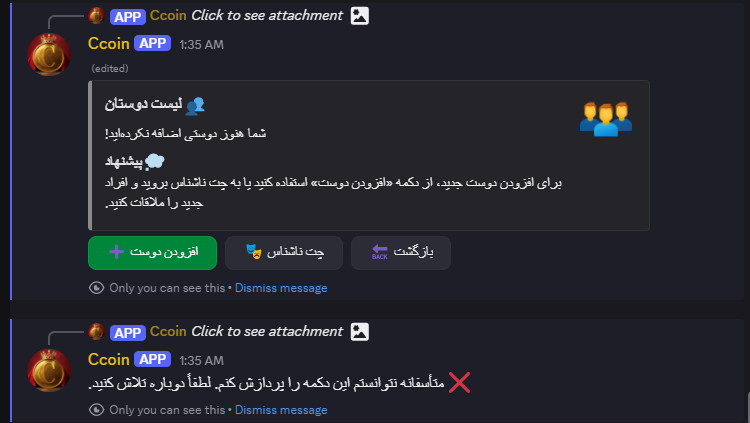 APP Ccoin Click to see attachment
Ccoin APP 1:35 AM
(edited)
لیست دوستان
شما هنوز دوستی اضافه نکرده‌اید!
پیشنهاد
برای افزودن دوست جدید، از دکمه «افزودن دوست» استفاده کنید یا به چت ناشناس بروید و افراد
جدید را ملاقات کنید.
افزودن دوست
چت ناشناس
BACK بازگشت
Only you can see this • Dismiss message
APP Ccoin Click to see attachment
Ccoin APP 1:35 AM
متأسفانه نتوانستم این دکمه را پردازش کنم. لطفاً دوباره تلاش کنید.
Only you can see this • Dismiss message